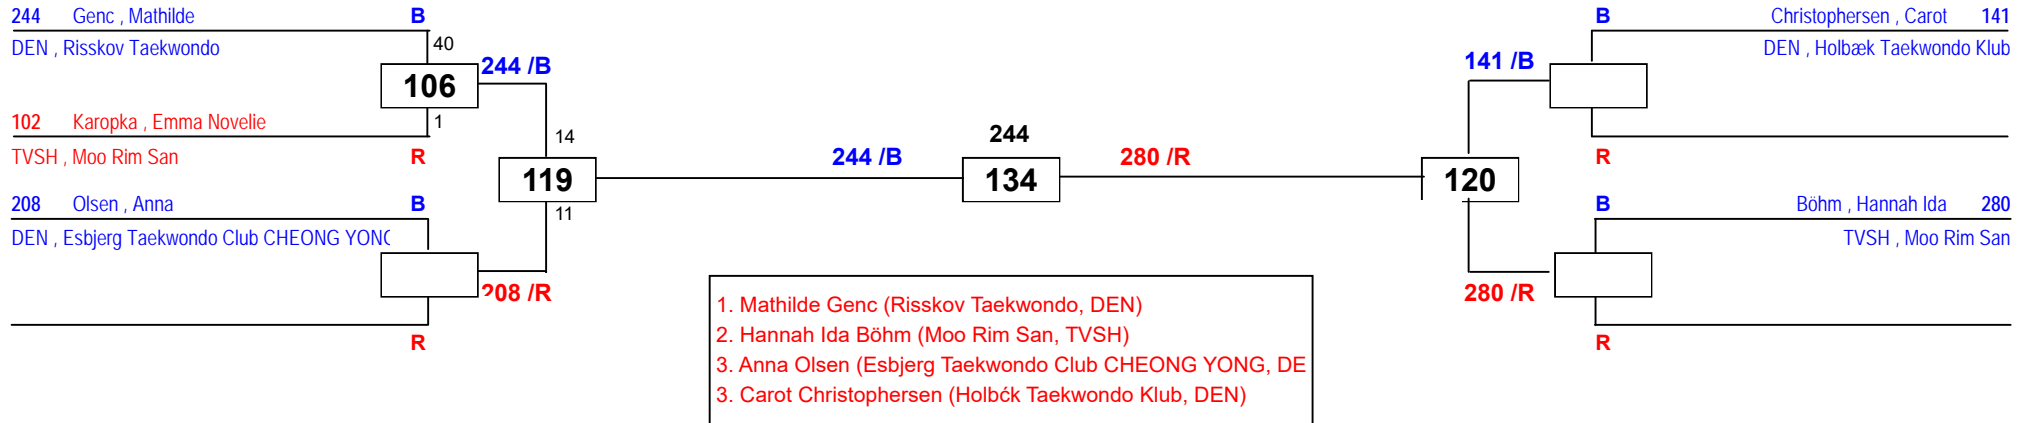 244 Genc , Mathilde B
DEN , Risskov Taekwondo
40
106
244 /B
1
102 Karopka , Emma Novelie
TVSH , Moo Rim San R
14
119
11
208 Olsen , Anna B
DEN , Esbjerg Taekwondo Club CHEONG YONG
208 /R
R
244 /B
244
134
280 /R
B Christophersen , Carot 141
DEN , Holbæk Taekwondo Klub
141 /B
R
120
B Böhm , Hannah Ida 280
TVSH , Moo Rim San
280 /R
R
1. Mathilde Genc (Risskov Taekwondo, DEN)
2. Hannah Ida Böhm (Moo Rim San, TVSH)
3. Anna Olsen (Esbjerg Taekwondo Club CHEONG YONG, DE
3. Carot Christophersen (Holbćk Taekwondo Klub, DEN)